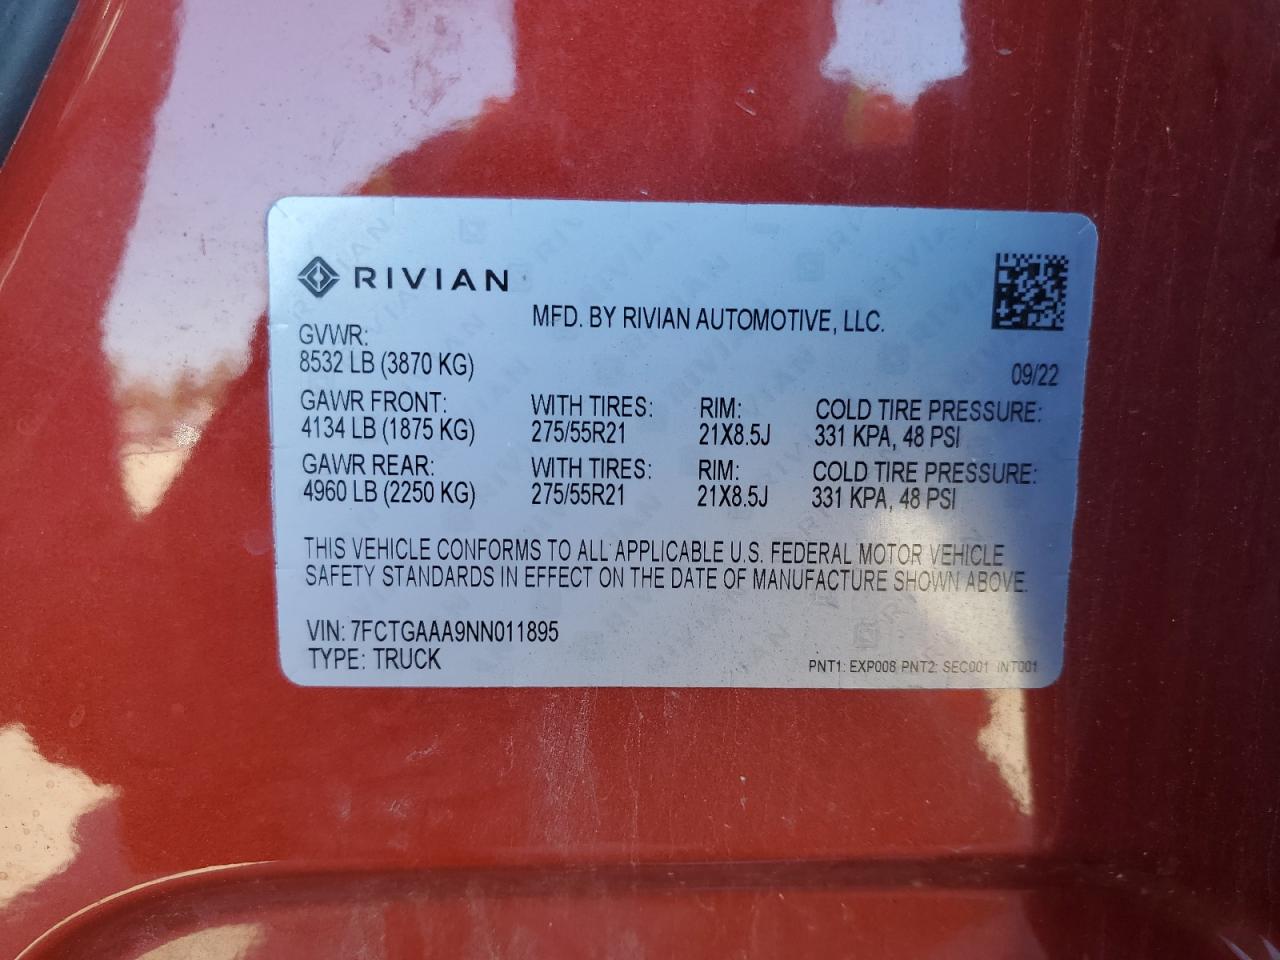 RIVIAN
MFD. BY RIVIAN AUTOMOTIVE, LLC.
GVWR:
8532 LB (3870 KG)
09/22
GAWR FRONT: WITH TIRES: RIM: COLD TIRE PRESSURE:
4134 LB (1875 KG) 275/55R21 21X8.5J 331 KPA, 48 PSI
GAWR REAR: WITH TIRES: RIM: COLD TIRE PRESSURE:
4960 LB (2250 KG) 275/55R21 21X8.5J 331 KPA, 48 PSI
THIS VEHICLE CONFORMS TO ALL APPLICABLE U.S. FEDERAL MOTOR VEHICLE
SAFETY STANDARDS IN EFFECT ON THE DATE OF MANUFACTURE SHOWN ABOVE.
VIN: 7FCTGAAA9NN011895
TYPE: TRUCK
PNT1: EXP008 PNT2: SEC001 INT001